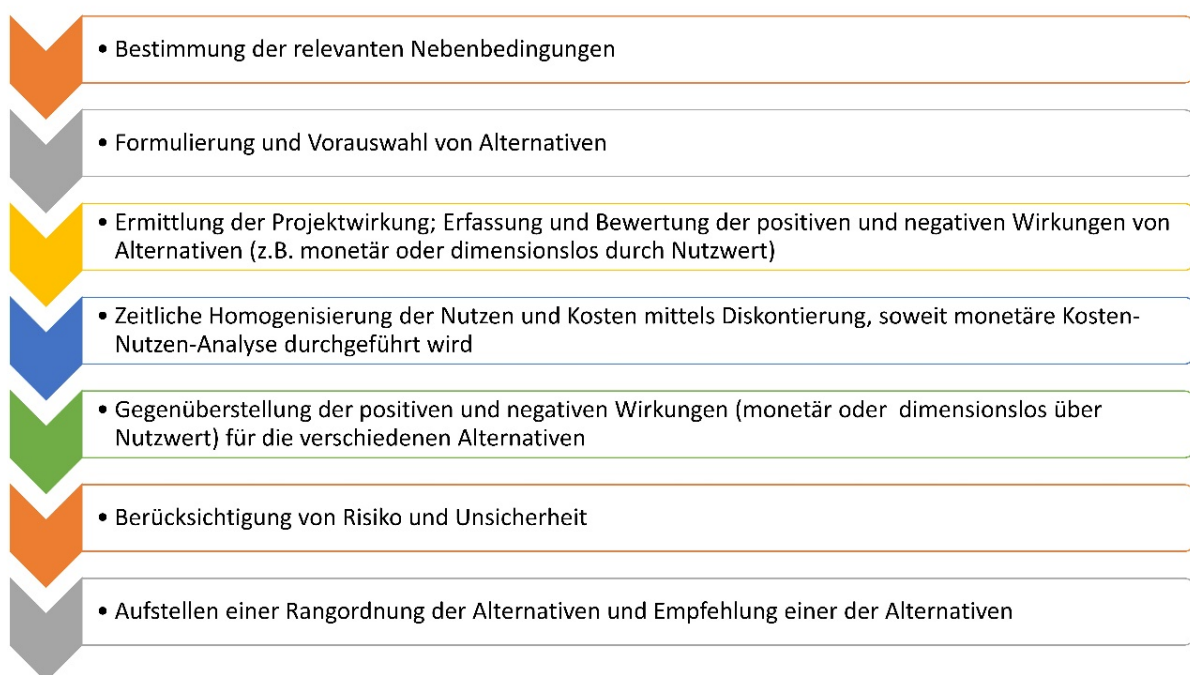 • Bestimmung der relevanten Nebenbedingungen
• Formulierung und Vorauswahl von Alternativen
• Ermittlung der Projektwirkung; Erfassung und Bewertung der positiven und negativen Wirkungen von
Alternativen (z.B. monetär oder dimensionslos durch Nutzwert)
• Zeitliche Homogenisierung der Nutzen und Kosten mittels Diskontierung, soweit monetäre Kosten-
Nutzen-Analyse durchgeführt wird
• Gegenüberstellung der positiven und negativen Wirkungen (monetär oder dimensionslos über
Nutzwert) für die verschiedenen Alternativen
• Berücksichtigung von Risiko und Unsicherheit
• Aufstellen einer Rangordnung der Alternativen und Empfehlung einer der Alternativen